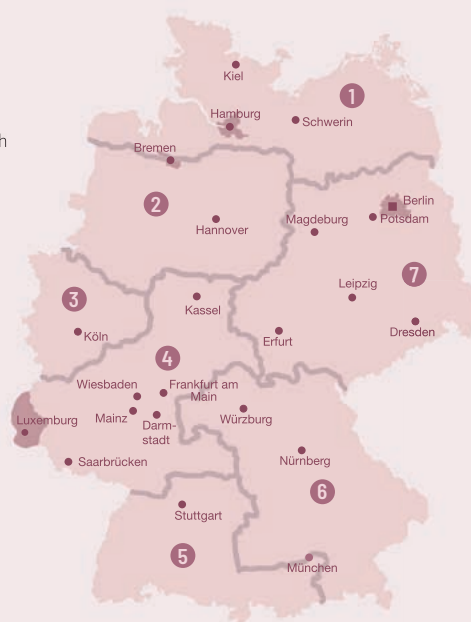 Kiel
1
Hamburg
Schwerin
h
Bremen
2
Berlin
Magdeburg
Potsdam
Hannover
7
Leipzig
3
Kassel
Köln
Erfurt
Dresden
4
Wiesbaden
Frankfurt am
Main
Mainz
Darm-
stadt
Würzburg
Luxemburg
Nürnberg
Saarbrücken
6
Stuttgart
5
München